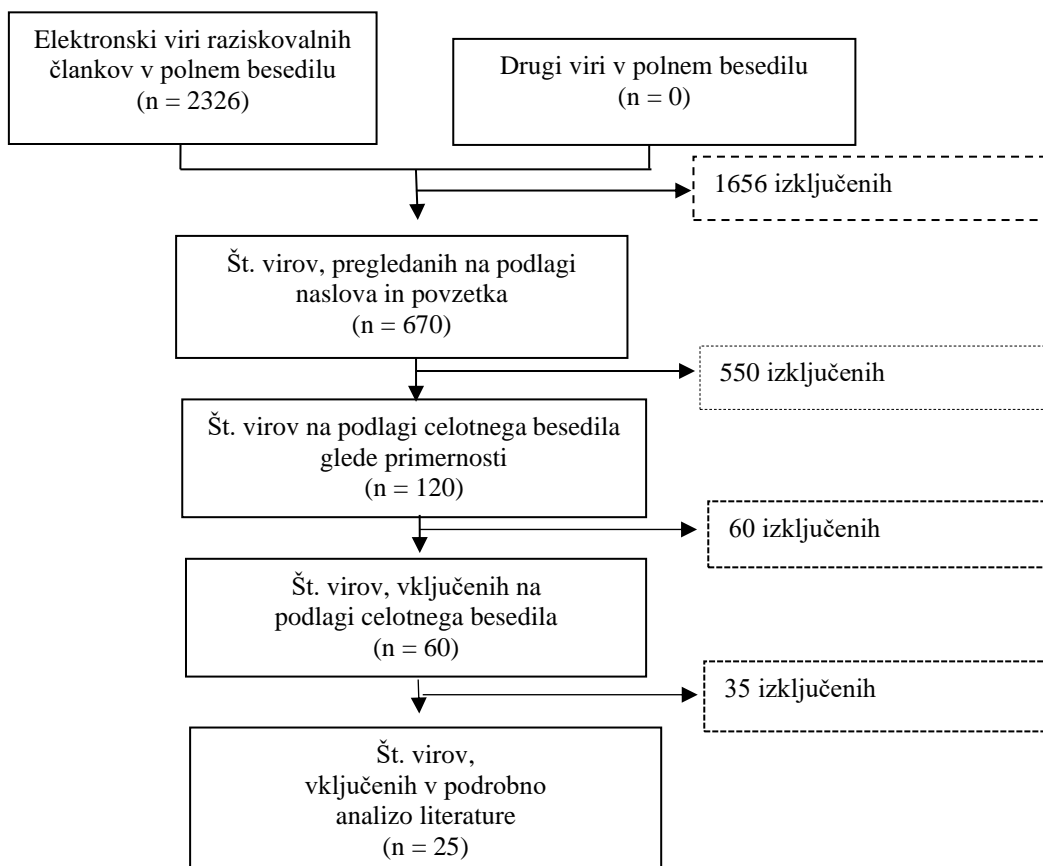 Elektronski viri raziskovalnih
člankov v polnem besedilu
(n = 2326)
Drugi viri v polnem besedilu
(n = 0)
1656 izključenih
Št. virov, pregledanih na podlagi
naslova in povzetka
(n = 670)
550 izključenih
Št. virov na podlagi celotnega besedila
glede primernosti
(n = 120)
60 izključenih
Št. virov, vključenih na
podlagi celotnega besedila
(n = 60)
35 izključenih
Št. virov,
vključenih v podrobno
analizo literature
(n = 25)